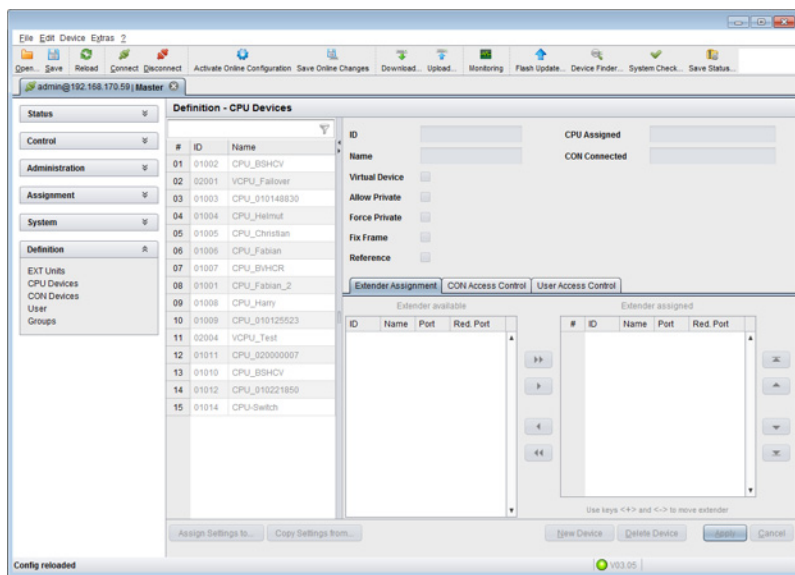 File Edit Device Extras ?
Open... Save Reload Connect Disconnect Activate Online Configuration Save Online Changes Download... Upload... Monitoring Flash Update... Device Finder... System Check... Save Status...
admin@192.168.170.59 | Master
Status
Control
Administration
Assignment
System
Definition
EXT Units
CPU Devices
CON Devices
User
Groups
Definition - CPU Devices
# ID Name
01 01002 CPU_BSHCV
02 02001 VCPU_Failover
03 01003 CPU_010148830
04 01004 CPU_Helmut
05 01005 CPU_Christian
06 01006 CPU_Fabian
07 01007 CPU_BVHCR
08 01001 CPU_Fabian_2
09 01008 CPU_Harry
10 01009 CPU_010125523
11 02004 VCPU_Test
12 01011 CPU_020000007
13 01010 CPU_BSHCV
14 01012 CPU_010221850
15 01014 CPU-Switch
ID CPU Assigned
Name CON Connected
Virtual Device
Allow Private
Force Private
Fix Frame
Reference
Extender Assignment CON Access Control User Access Control
Extender available Extender assigned
ID Name Port Red. Port # ID Name Port Red. Port
Use keys <+> and <-> to move extender
Assign Settings to... Copy Settings from... New Device Delete Device Apply Cancel
Config reloaded V03.05